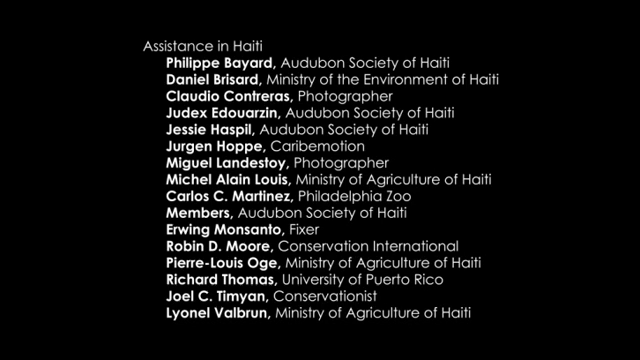 Assistance in Haiti
Philippe Bayard, Audubon Society of Haiti
Daniel Brisard, Ministry of the Environment of Haiti
Claudio Contreras, Photographer
Judex Edouarzin, Audubon Society of Haiti
Jessie Haspil, Audubon Society of Haiti
Jurgen Hoppe, Caribemotion
Miguel Landestoy, Photographer
Michel Alain Louis, Ministry of Agriculture of Haiti
Carlos C. Martinez, Philadelphia Zoo
Members, Audubon Society of Haiti
Erwing Monsanto, Fixer
Robin D. Moore, Conservation International
Pierre-Louis Oge, Ministry of Agriculture of Haiti
Richard Thomas, University of Puerto Rico
Joel C. Timyan, Conservationist
Lyonel Valbrun, Ministry of Agriculture of Haiti